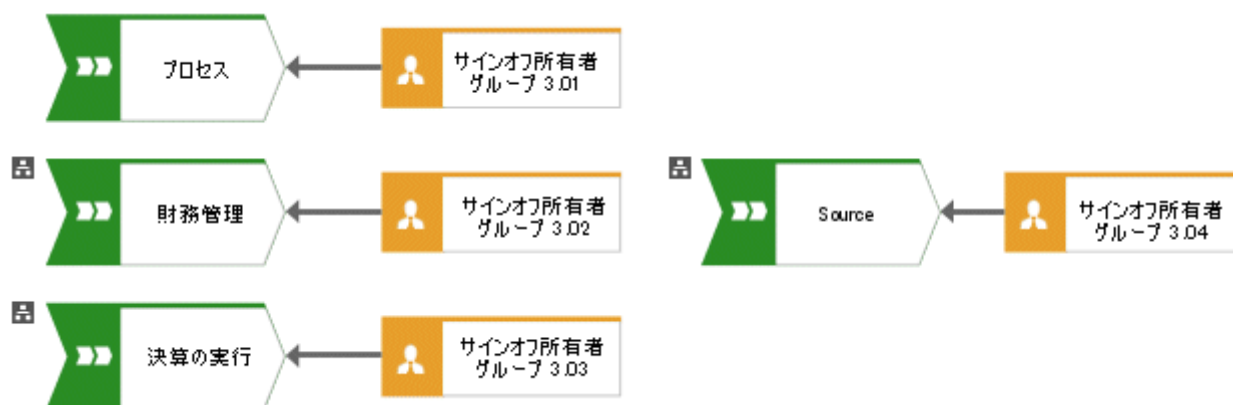 プロセス
サインオフ所有者
グループ 3.01
財務管理
サインオフ所有者
グループ 3.02
Source
サインオフ所有者
グループ 3.04
決算の実行
サインオフ所有者
グループ 3.03